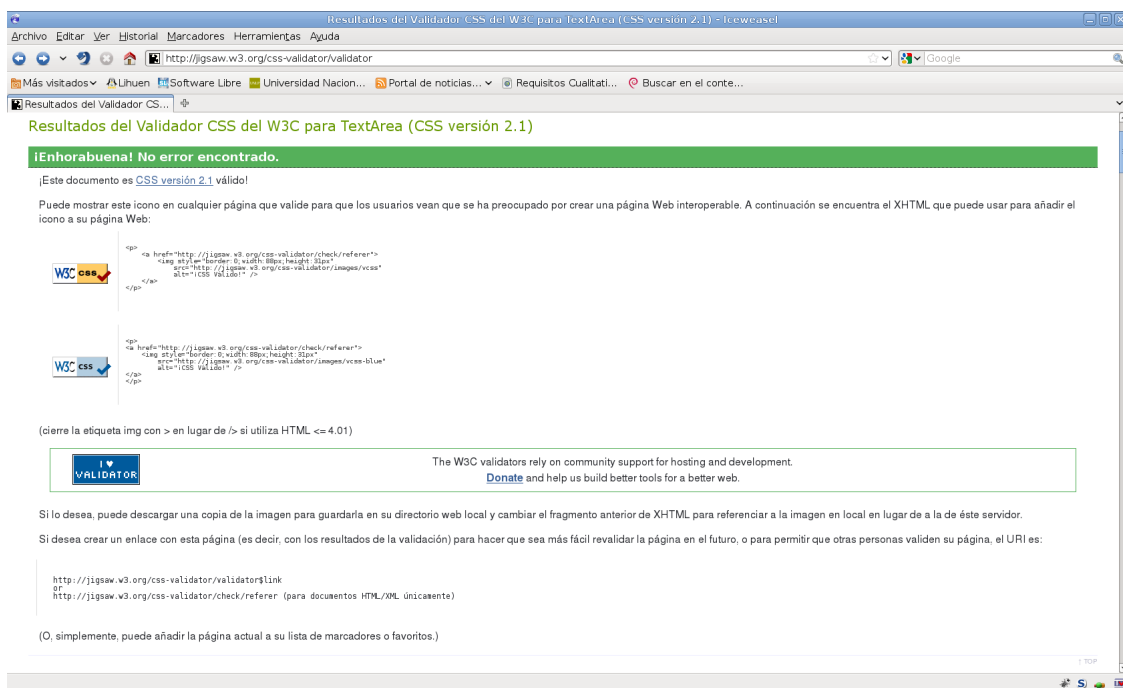 Resultados del Validador CSS del W3C para TextArea (CSS versión 2.1) - Iceweasel
Archivo Editar Ver Historial Marcadores Herramientas Ayuda
http://jigsaw.w3.org/css-validator/validator
Google
Más visitados
Lihuen
Software Libre
Universidad Nacion...
Portal de noticias...
Requisitos Cualitati...
Buscar en el conte...
Resultados del Validador CS...
Resultados del Validador CSS del W3C para TextArea (CSS versión 2.1)
¡Enhorabuena! No error encontrado.
¡Este documento es CSS versión 2.1 válido!
Puede mostrar este icono en cualquier página que valide para que los usuarios vean que se ha preocupado por crear una página Web interoperable. A continuación se encuentra el XHTML que puede usar para añadir el
icono a su página Web:
W3C css
<p>
<a href="http://jigsaw.w3.org/css-validator/check/referer">
<img style="border:0;width:88px;height:31px"
src="http://jigsaw.w3.org/css-validator/images/vcss"
alt="¡CSS Válido!" />
</a>
</p>
W3C css
<p>
<a href="http://jigsaw.w3.org/css-validator/check/referer">
<img style="border:0;width:88px;height:31px"
src="http://jigsaw.w3.org/css-validator/images/vcss-blue"
alt="¡CSS Válido!" />
</a>
</p>
(cierre la etiqueta img con > en lugar de /> si utiliza HTML <= 4.01)
I ♥
VALIDATOR
The W3C validators rely on community support for hosting and development.
Donate and help us build better tools for a better web.
Si lo desea, puede descargar una copia de la imagen para guardarla en su directorio web local y cambiar el fragmento anterior de XHTML para referenciar a la imagen en local en lugar de a la de éste servidor.
Si desea crear un enlace con esta página (es decir, con los resultados de la validación) para hacer que sea más fácil revalidar la página en el futuro, o para permitir que otras personas validen su página, el URI es:
http://jigsaw.w3.org/css-validator/validator$link
or
http://jigsaw.w3.org/css-validator/check/referer (para documentos HTML/XML únicamente)
(O, simplemente, puede añadir la página actual a su lista de marcadores o favoritos.)
↑ TOP